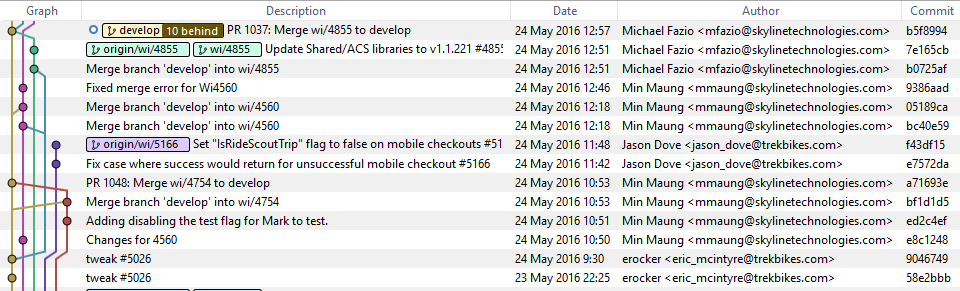 Graph Description Date Author Commit
develop 10 behind PR 1037: Merge wi/4855 to develop 24 May 2016 12:57 Michael Fazio <mfazio@skylinetechnologies.com> b5f8994
origin/wi/4855 wi/4855 Update Shared/ACS libraries to v1.1.221 #4855 24 May 2016 12:51 Michael Fazio <mfazio@skylinetechnologies.com> 7e165cb
Merge branch 'develop' into wi/4855 24 May 2016 12:51 Michael Fazio <mfazio@skylinetechnologies.com> b0725af
Fixed merge error for Wi4560 24 May 2016 12:46 Min Maung <mmaung@skylinetechnologies.com> 9386aad
Merge branch 'develop' into wi/4560 24 May 2016 12:18 Min Maung <mmaung@skylinetechnologies.com> 05189ca
Merge branch 'develop' into wi/4560 24 May 2016 12:18 Min Maung <mmaung@skylinetechnologies.com> bc40e59
origin/wi/5166 Set "IsRideScoutTrip" flag to false on mobile checkouts #51 24 May 2016 11:48 Jason Dove <jason_dove@trekbikes.com> f43df15
Fix case where success would return for unsuccessful mobile checkout #5166 24 May 2016 11:42 Jason Dove <jason_dove@trekbikes.com> e7572da
PR 1048: Merge wi/4754 to develop 24 May 2016 10:53 Min Maung <mmaung@skylinetechnologies.com> a71693e
Merge branch 'develop' into wi/4754 24 May 2016 10:53 Min Maung <mmaung@skylinetechnologies.com> bf1d1d5
Adding disabling the test flag for Mark to test. 24 May 2016 10:51 Min Maung <mmaung@skylinetechnologies.com> ed2c4ef
Changes for 4560 24 May 2016 10:50 Min Maung <mmaung@skylinetechnologies.com> e8c1248
tweak #5026 24 May 2016 9:30 erocker <eric_mcintyre@trekbikes.com> 9046749
tweak #5026 23 May 2016 22:25 erocker <eric_mcintyre@trekbikes.com> 58e2bbb